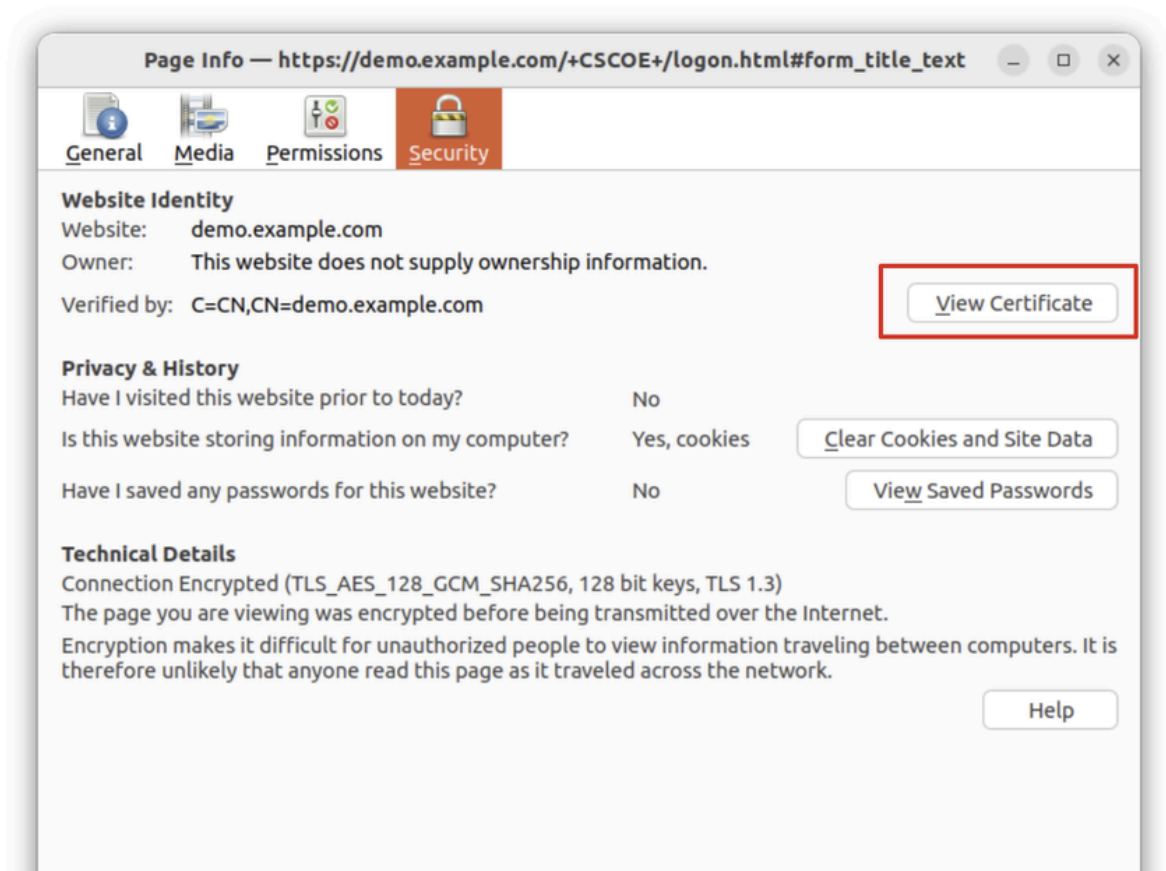 Page Info — https://demo.example.com/+CSCOE+/logon.html#form_title_text
General Media Permissions Security
Website Identity
Website: demo.example.com
Owner: This website does not supply ownership information.
Verified by: C=CN,CN=demo.example.com View Certificate
Privacy & History
Have I visited this website prior to today? No
Is this website storing information on my computer? Yes, cookies Clear Cookies and Site Data
Have I saved any passwords for this website? No View Saved Passwords
Technical Details
Connection Encrypted (TLS_AES_128_GCM_SHA256, 128 bit keys, TLS 1.3)
The page you are viewing was encrypted before being transmitted over the Internet.
Encryption makes it difficult for unauthorized people to view information traveling between computers. It is
therefore unlikely that anyone read this page as it traveled across the network.
Help